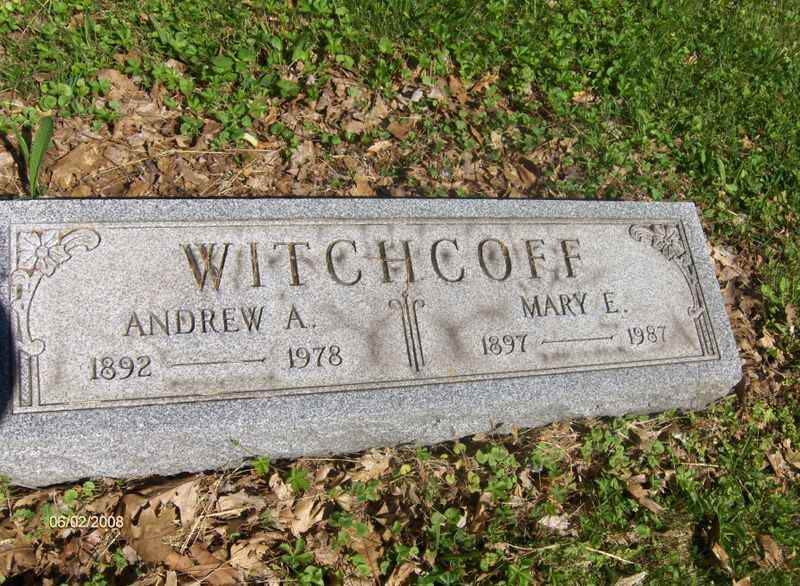 WITCHCOFF
ANDREW A.
1892 — 1978
MARY E.
1897 — 1987
06/02/2008